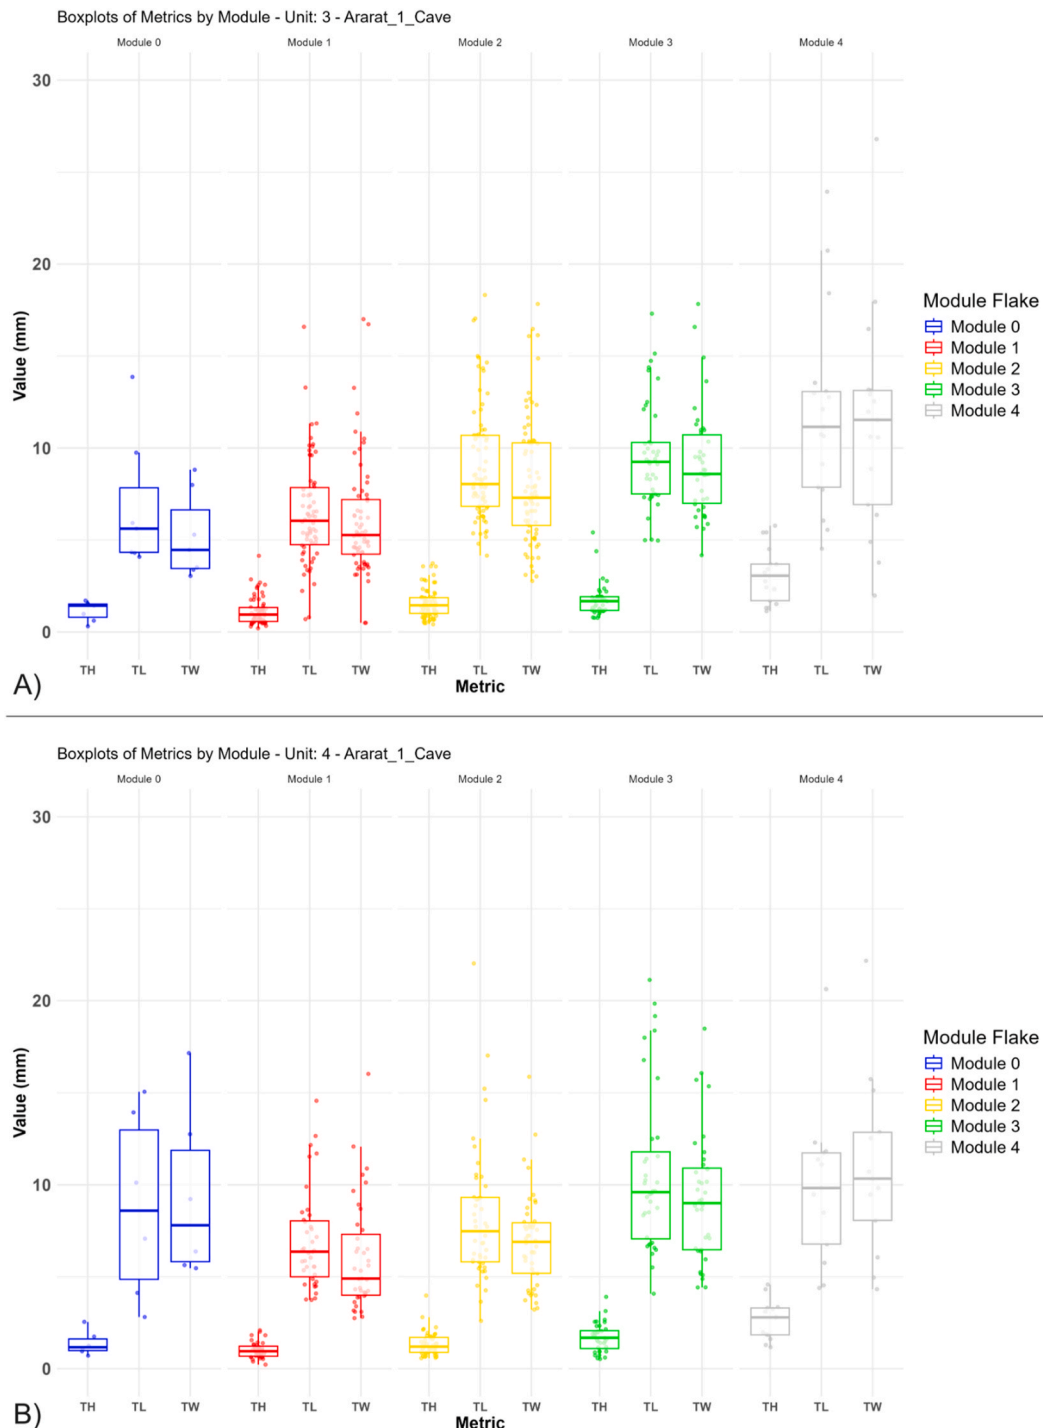 Boxplots of Metrics by Module - Unit: 3 - Ararat_1_Cave
Module 0 Module 1 Module 2 Module 3 Module 4
30
20
10
0
Value (mm)
TH TL TW TH TL TW TH TL TW TH TL TW TH TL TW
Metric
Module Flake
Module 0
Module 1
Module 2
Module 3
Module 4
A)
Boxplots of Metrics by Module - Unit: 4 - Ararat_1_Cave
Module 0 Module 1 Module 2 Module 3 Module 4
30
20
10
0
Value (mm)
TH TL TW TH TL TW TH TL TW TH TL TW TH TL TW
Metric
Module Flake
Module 0
Module 1
Module 2
Module 3
Module 4
B)